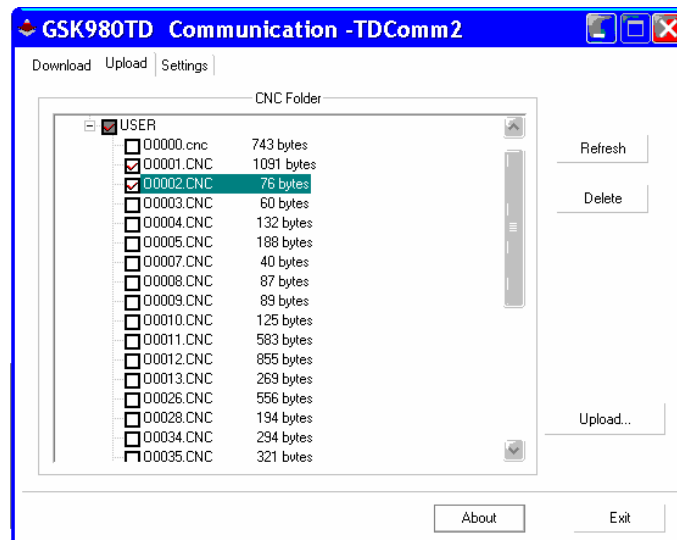 GSK980TD Communication -TDComm2
Download Upload Settings
CNC Folder
USER
O0000.cnc 743 bytes
O0001.CNC 1091 bytes
O0002.CNC 76 bytes
O0003.CNC 60 bytes
O0004.CNC 132 bytes
O0005.CNC 188 bytes
O0007.CNC 40 bytes
O0008.CNC 87 bytes
O0009.CNC 89 bytes
O0010.CNC 125 bytes
O0011.CNC 583 bytes
O0012.CNC 855 bytes
O0013.CNC 269 bytes
O0026.CNC 556 bytes
O0028.CNC 194 bytes
O0034.CNC 294 bytes
O0035.CNC 321 bytes
Refresh
Delete
Upload...
About Exit